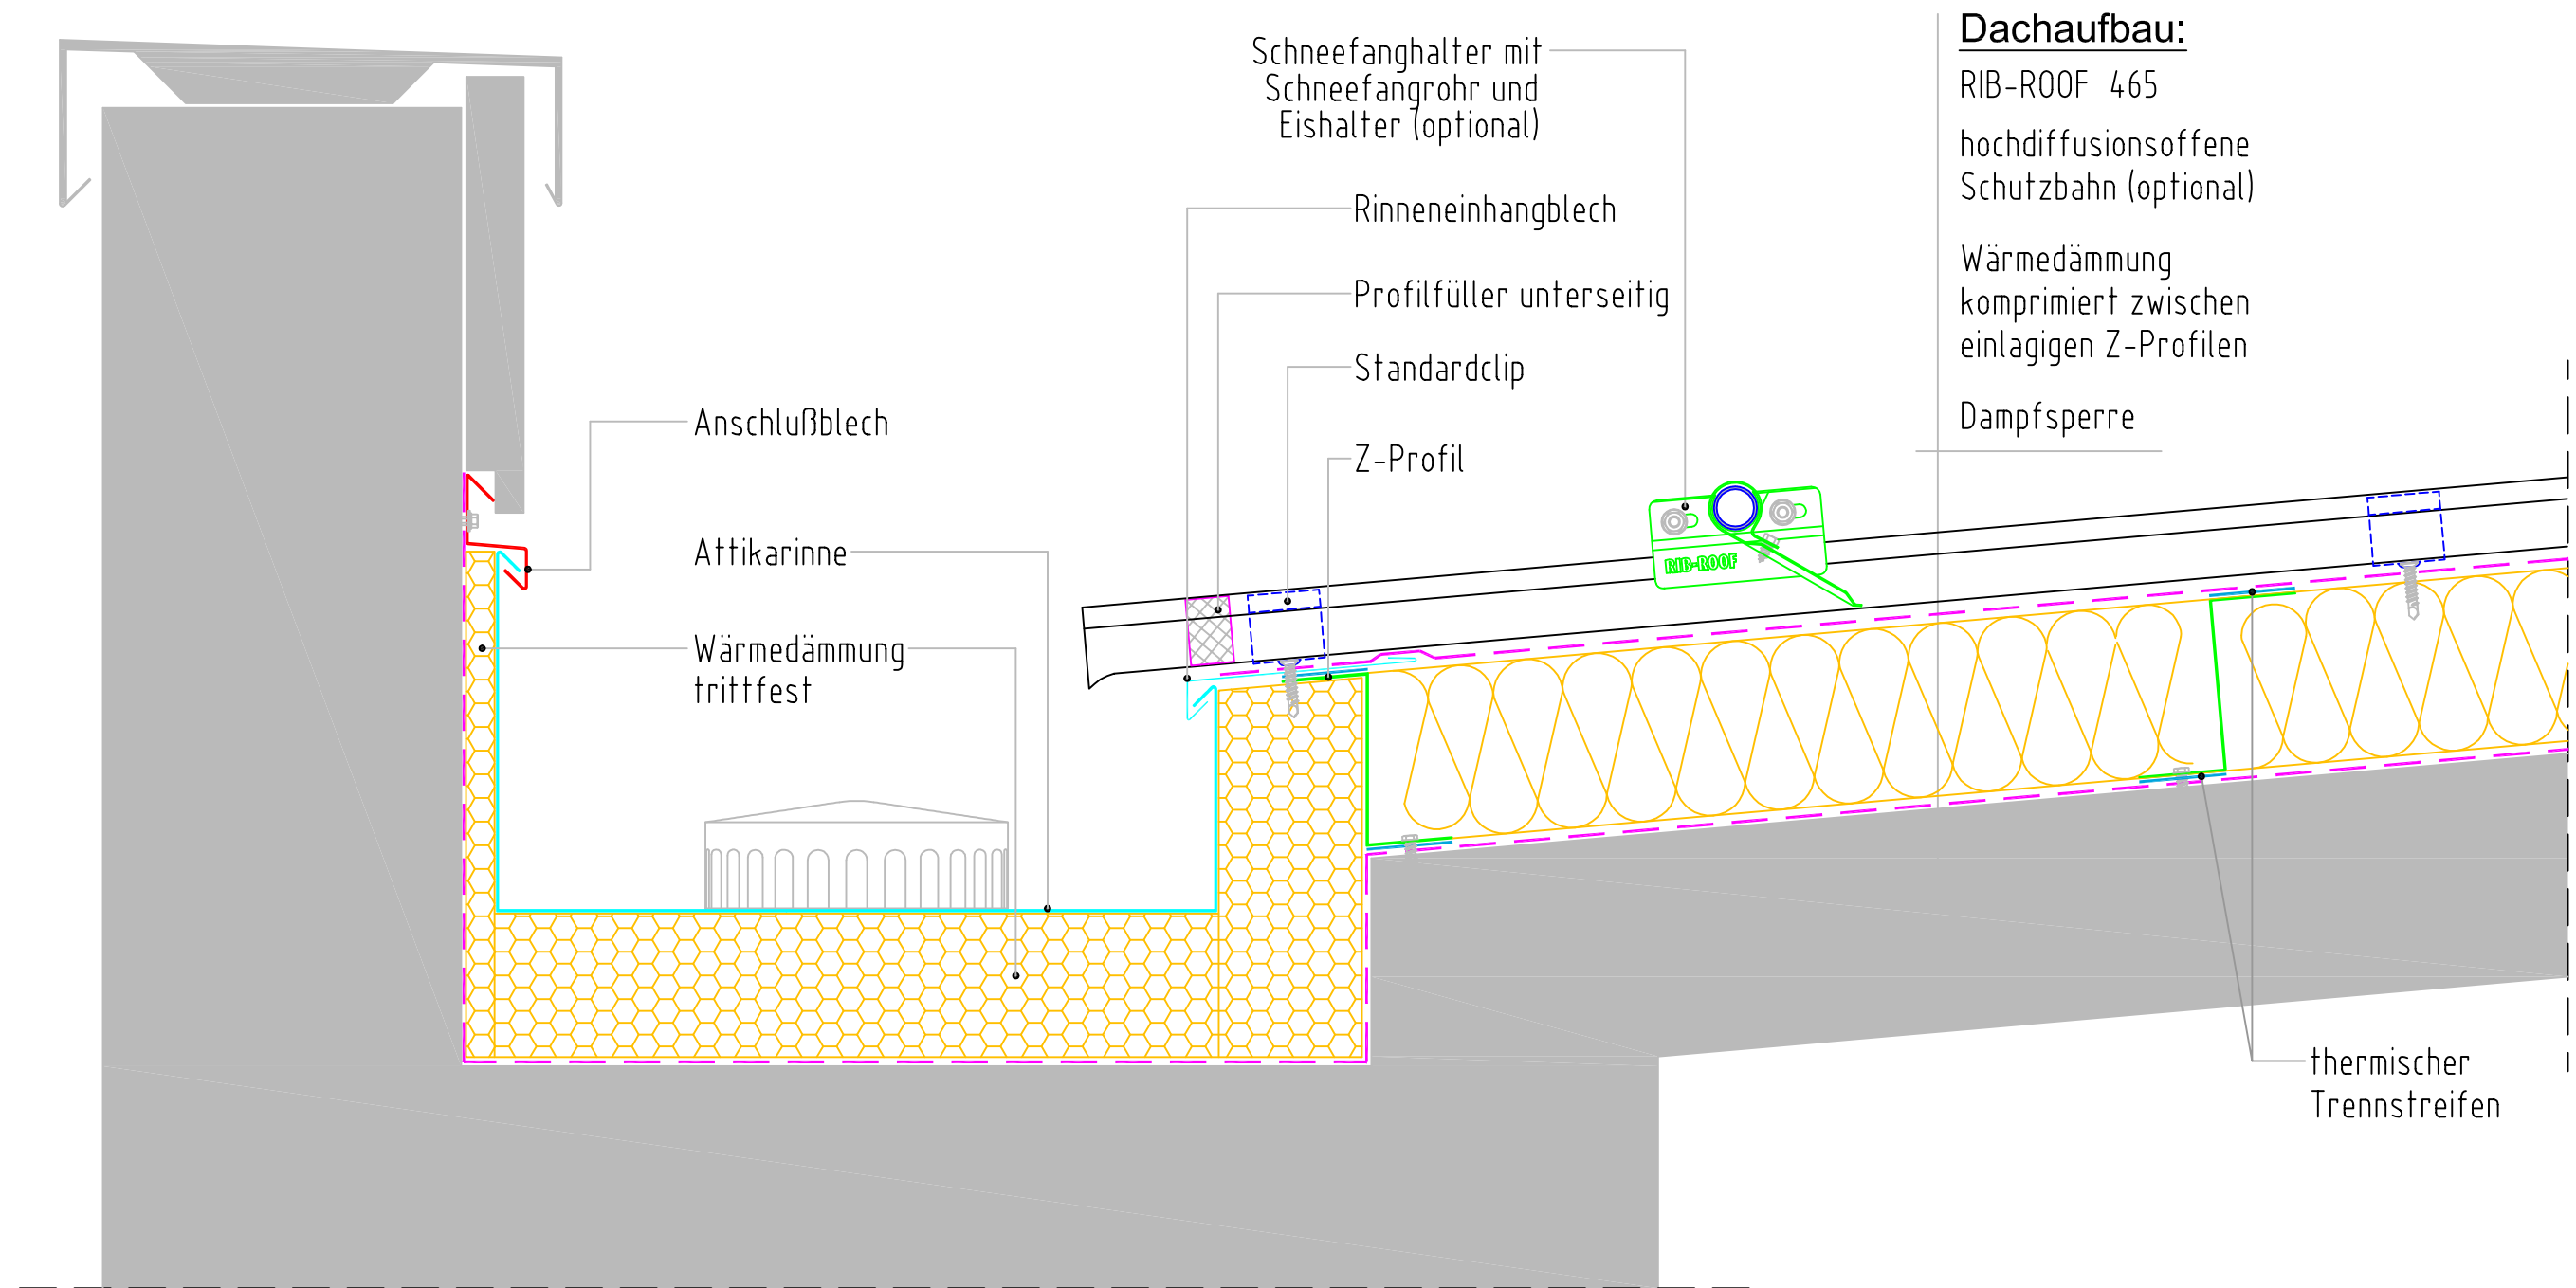 Dachaufbau:
RIB-ROOF 465
hochdiffusionsoffene
Schutzbahn (optional)
Wärmedämmung
komprimiert zwischen
einlagigen Z-Profilen
Dampfsperre
Schneefanghalter mit
Schneefangrohr und
Eishalter (optional)
Rinneneinhangblech
Profilfüller unterseitig
Standardclip
Z-Profil
Anschlußblech
Attikarinne
Wärmedämmung
trittfest
RIB-ROOF
thermischer
Trennstreifen